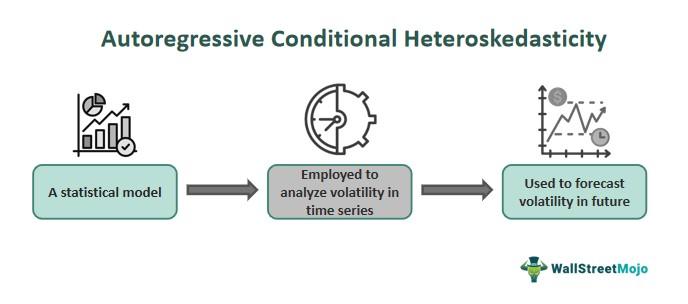 Autoregressive Conditional Heteroskedasticity
A statistical model
Employed to
analyze volatility in
time series
Used to forecast
volatility in future
WallStreetMojo